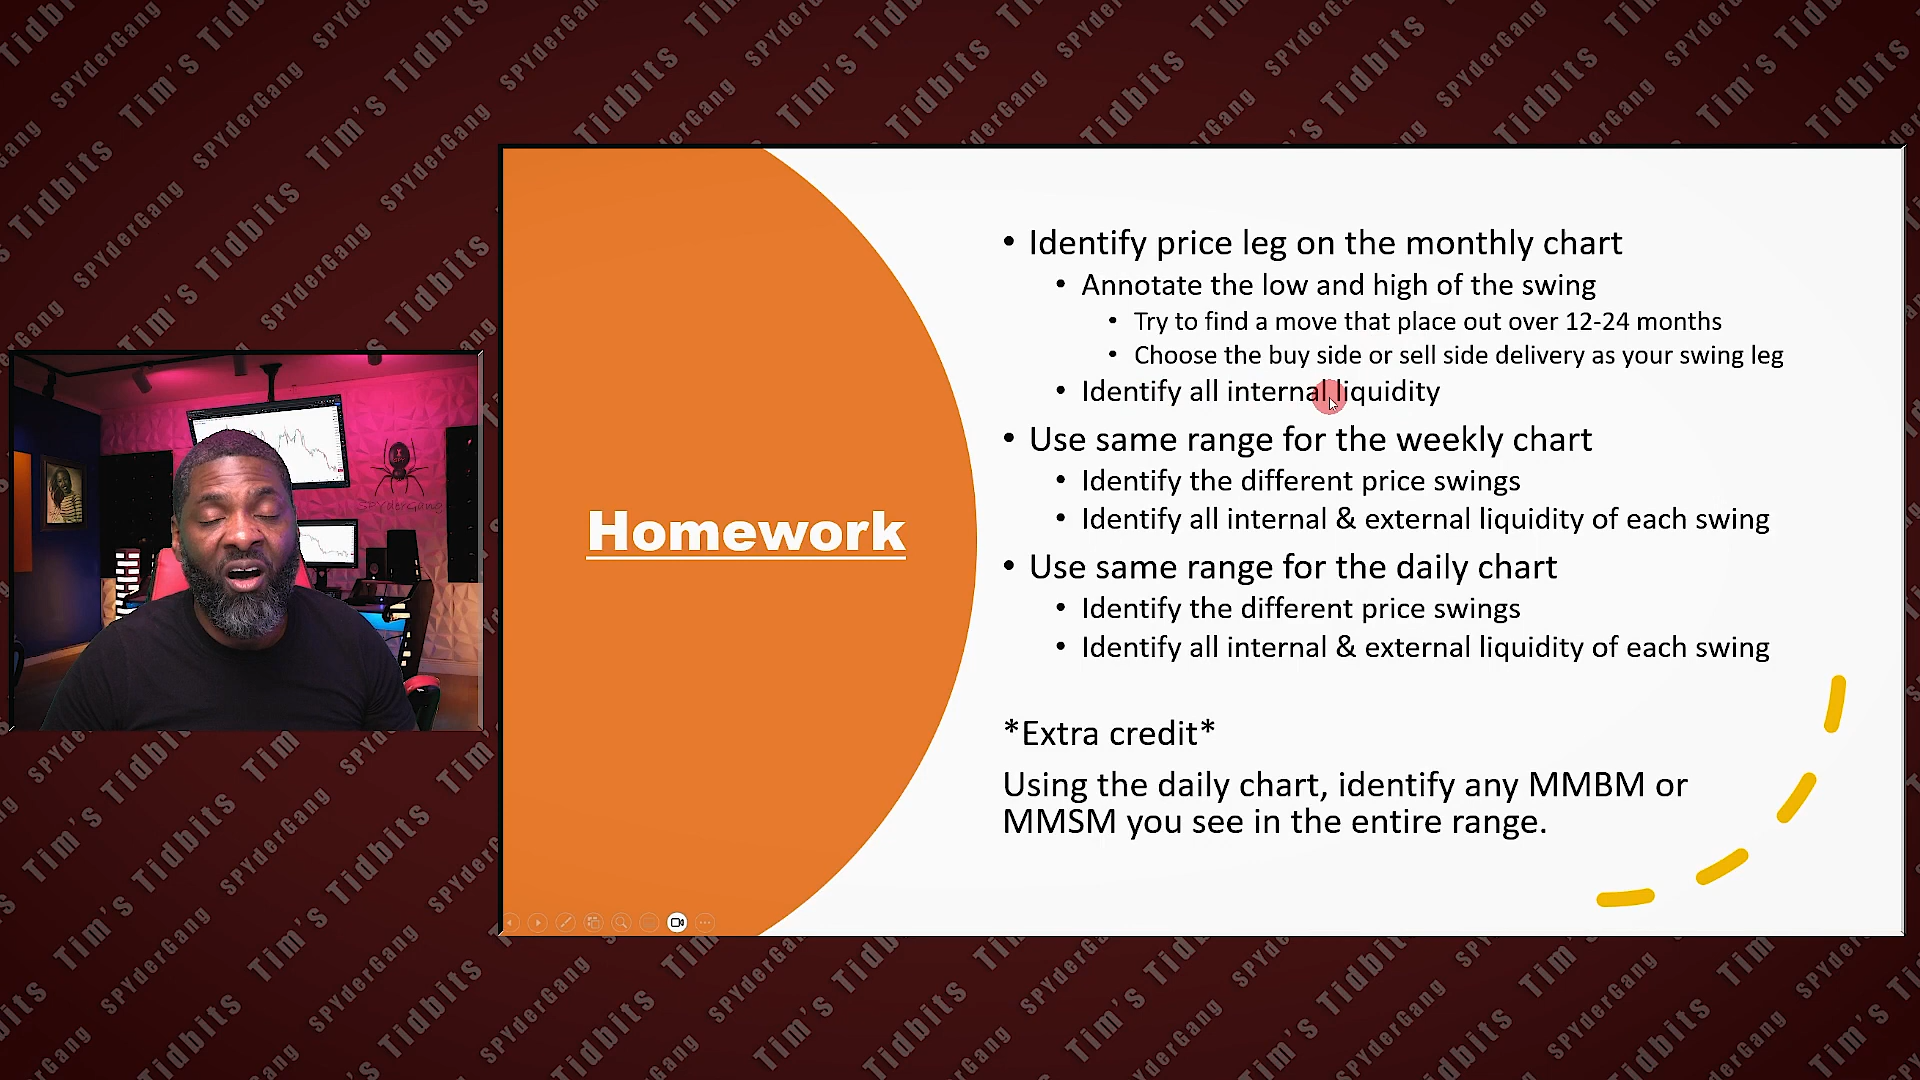 Homework
• Identify price leg on the monthly chart
• Annotate the low and high of the swing
• Try to find a move that place out over 12-24 months
• Choose the buy side or sell side delivery as your swing leg
• Identify all internal liquidity
• Use same range for the weekly chart
• Identify the different price swings
• Identify all internal & external liquidity of each swing
• Use same range for the daily chart
• Identify the different price swings
• Identify all internal & external liquidity of each swing
*Extra credit*
Using the daily chart, identify any MMBM or
MMSM you see in the entire range.
SPYderGang
Tim's Tidbits